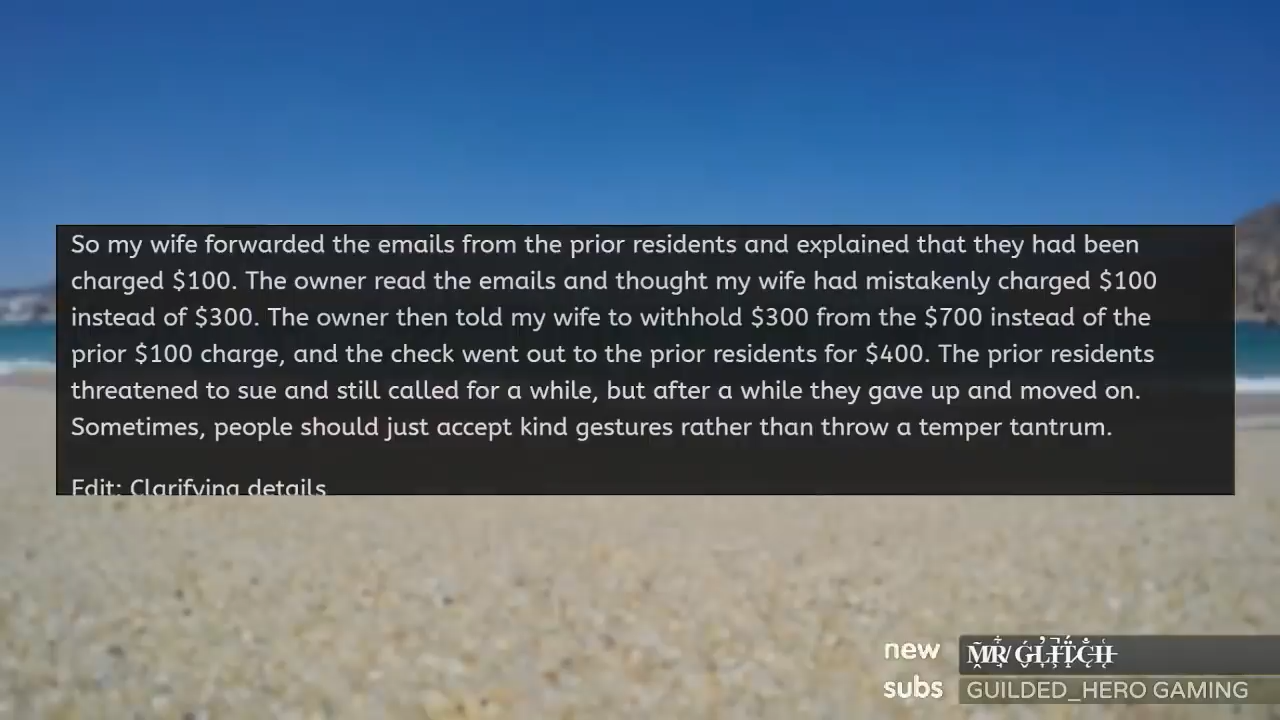 So my wife forwarded the emails from the prior residents and explained that they had been
charged $100. The owner read the emails and thought my wife had mistakenly charged $100
instead of $300. The owner then told my wife to withhold $300 from the $700 instead of the
prior $100 charge, and the check went out to the prior residents for $400. The prior residents
threatened to sue and still called for a while, but after a while they gave up and moved on.
Sometimes, people should just accept kind gestures rather than throw a temper tantrum.
Edit: Clarifying details
new
MR GLITCH
subs
GUILDED_HERO GAMING